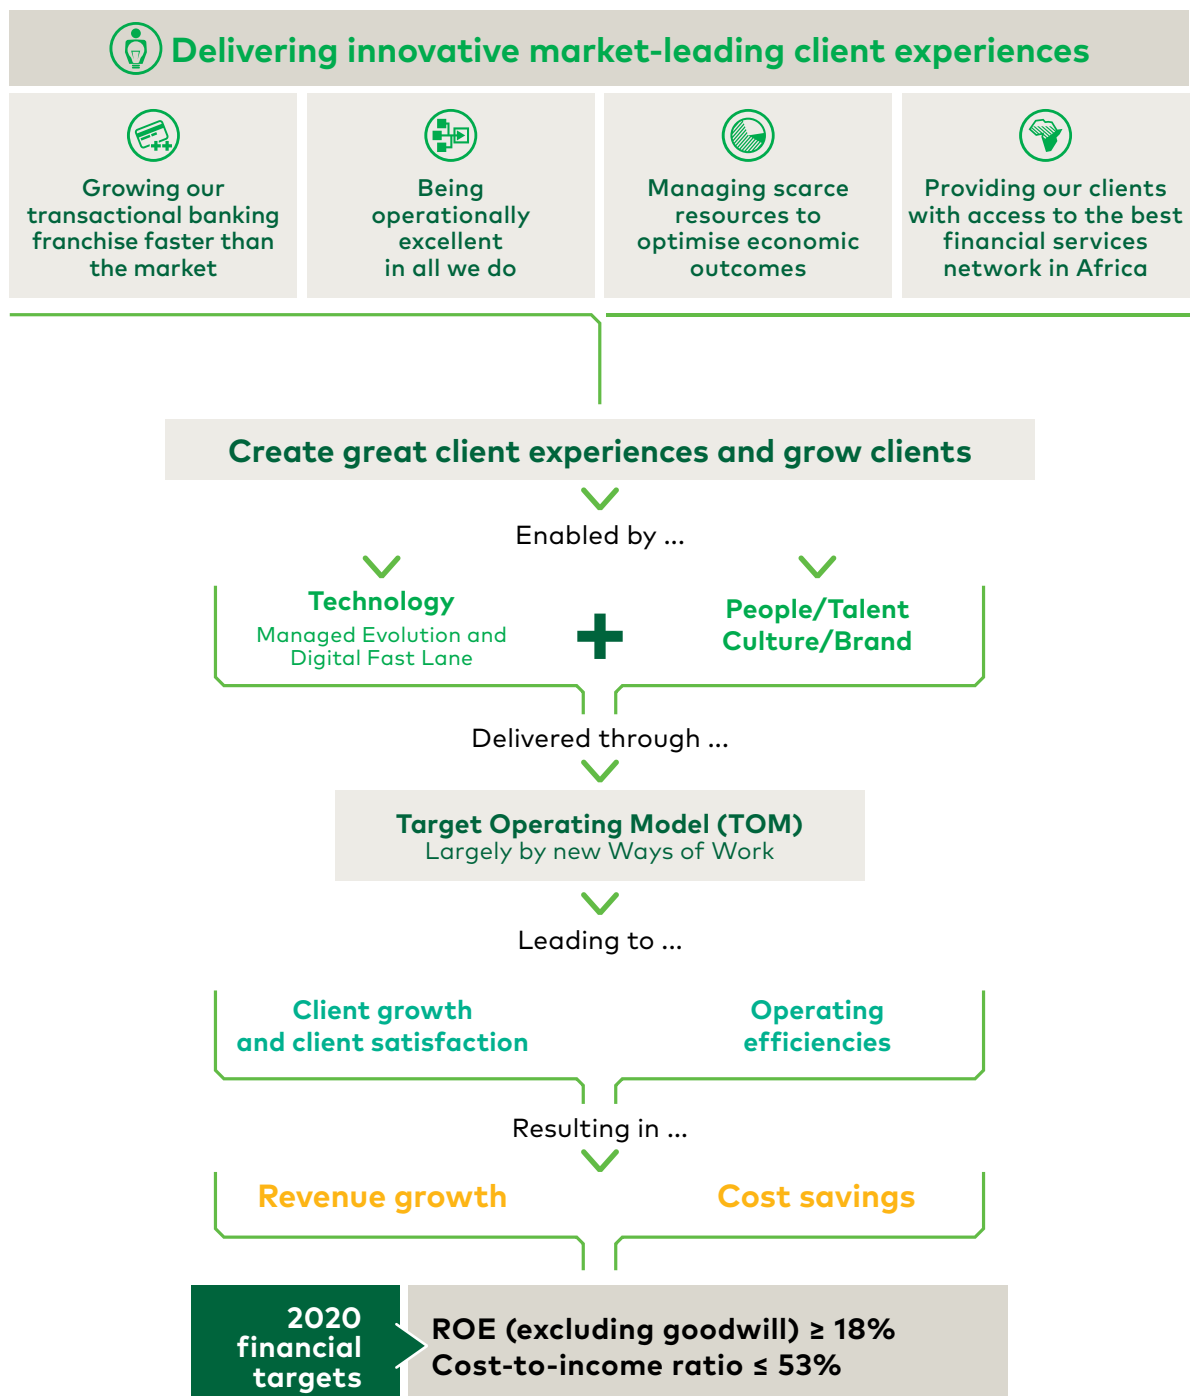 Delivering innovative market-leading client experiences
Growing our
transactional banking
franchise faster than
the market
Being
operationally
excellent
in all we do
Managing scarce
resources to
optimise economic
outcomes
Providing our clients
with access to the best
financial services
network in Africa
Create great client experiences and grow clients
Enabled by ...
Technology
Managed Evolution and
Digital Fast Lane
People/Talent
Culture/Brand
Delivered through ...
Target Operating Model (TOM)
Largely by new Ways of Work
Leading to ...
Client growth
and client satisfaction
Operating
efficiencies
Resulting in ...
Revenue growth
Cost savings
2020
financial
targets
ROE (excluding goodwill) ≥ 18%
Cost-to-income ratio ≤ 53%